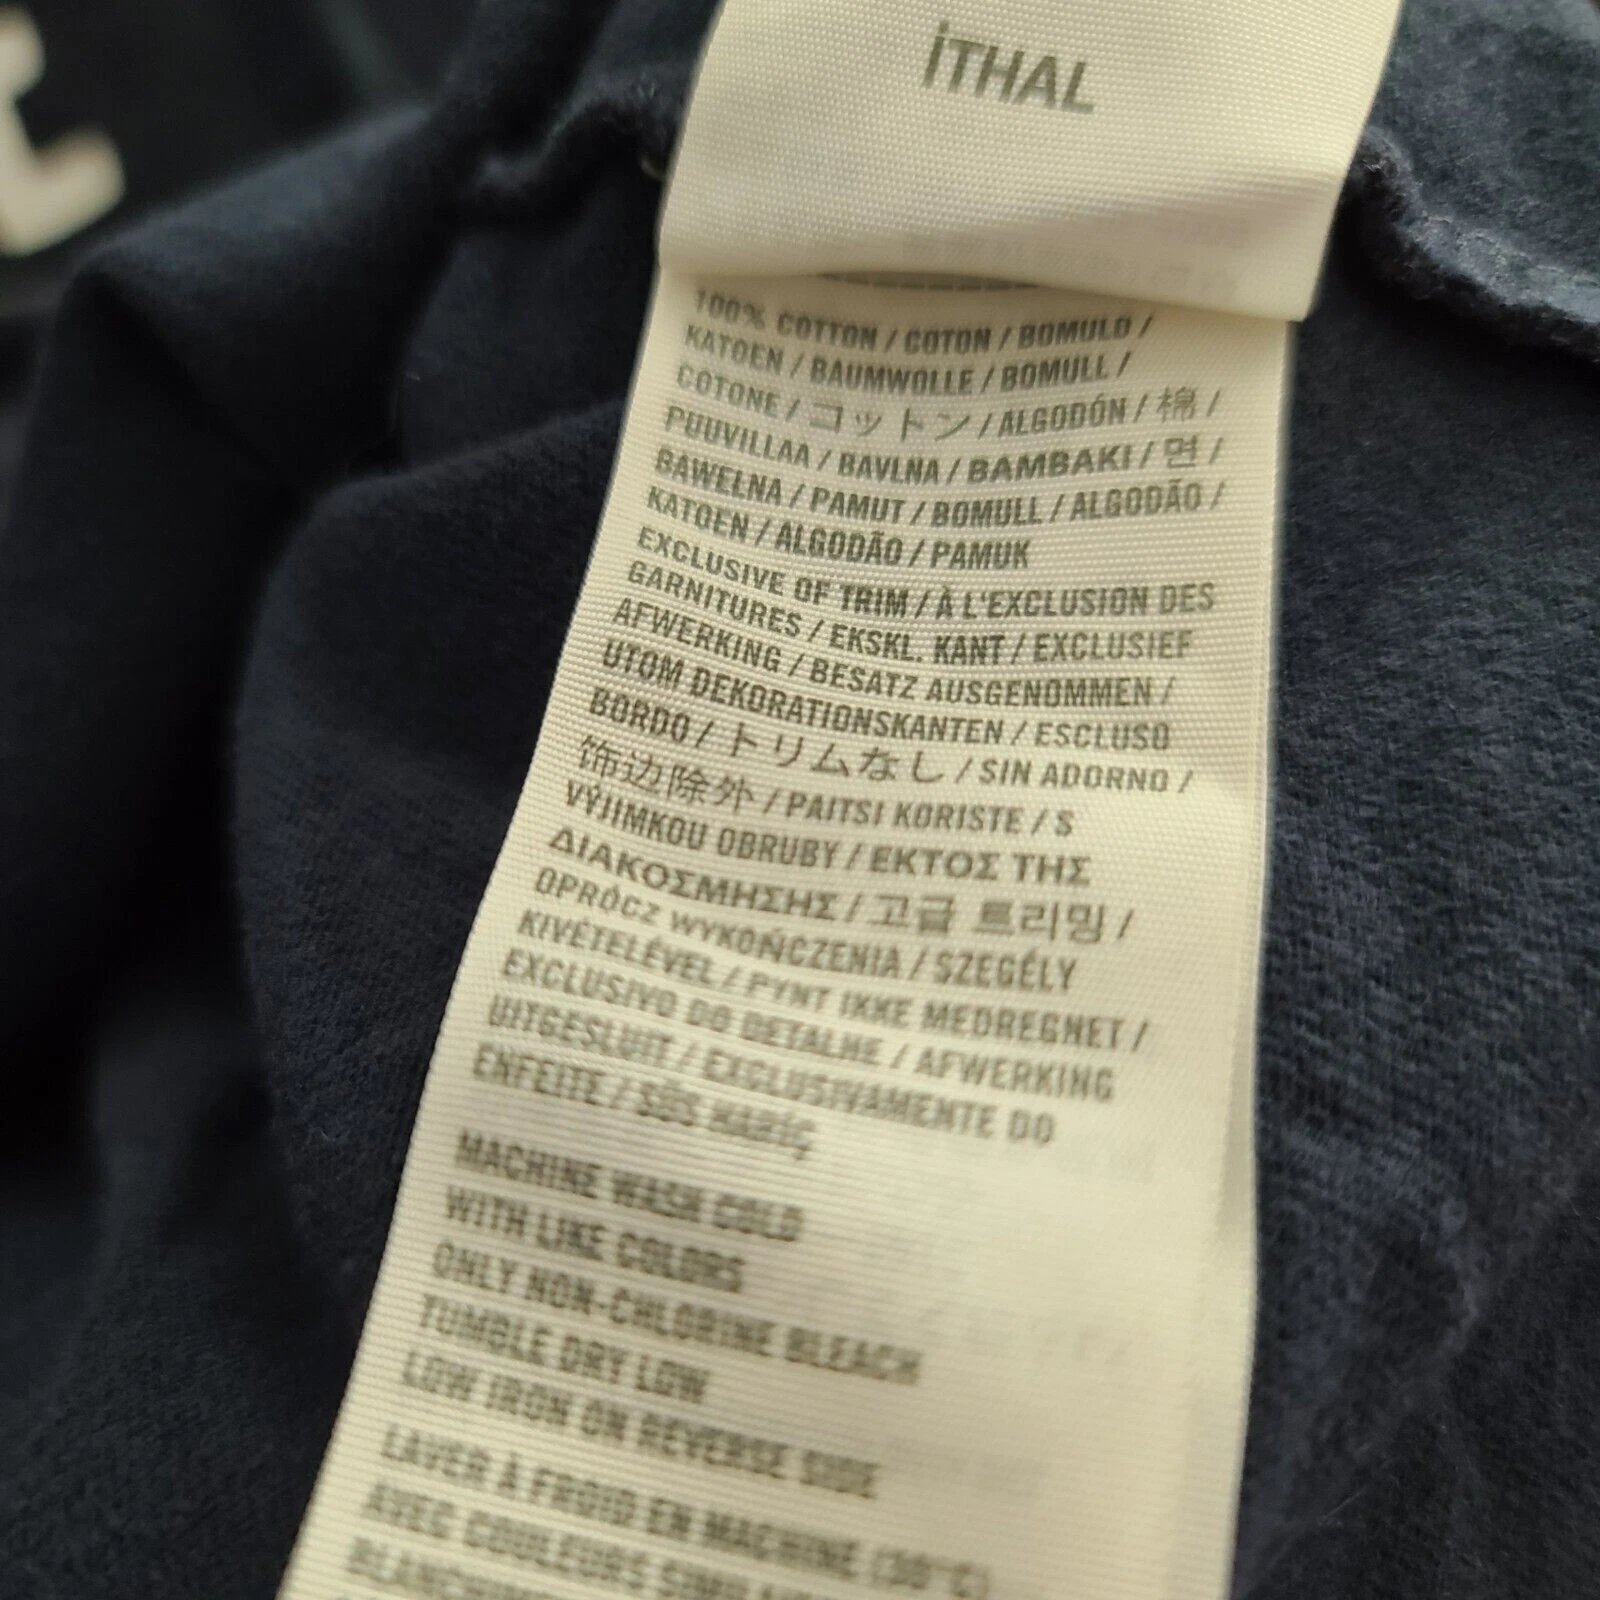 İTHAL
100% COTTON / COTON / BOMULD /
KATOEN / BAUMWOLLE / BOMULL /
COTONE / コットン / ALGODÓN / 棉 /
PUUVILLAA / BAVLNA / BAMBAKI / 면 /
BAWELNA / PAMUT / BOMULL / ALGODÃO /
KATOEN / ALGODÃO / PAMUK
EXCLUSIVE OF TRIM / À L'EXCLUSION DES
GARNITURES / EKSKL. KANT / EXCLUSIEF
AFWERKING / BESATZ AUSGENOMMEN /
UTOM DEKORATIONSKANTEN / ESCLUSO
BORDO / トリムなし / SIN ADORNO /
饰边除外 / PAITSI KORISTE / S
VÝJIMKOU OBRUBY / ΕΚΤΟΣ ΤΗΣ
ΔΙΑΚΟΣΜΗΣΗΣ / 고급 트리밍 /
OPRÓCZ WYKOŃCZENIA / SZEGÉLY
KIVÉTELÉVEL / PYNT IKKE MEDREGNET /
EXCLUSIVO DO DETALHE / AFWERKING
UITGESLUIT / EXCLUSIVAMENTE DO
ENFEITE / SÜS HARİÇ
MACHINE WASH COLD
WITH LIKE COLORS
ONLY NON-CHLORINE BLEACH
TUMBLE DRY LOW
LOW IRON ON REVERSE SIDE
LAVER À FROID EN MACHINE (30°C)
AVEC COULEURS